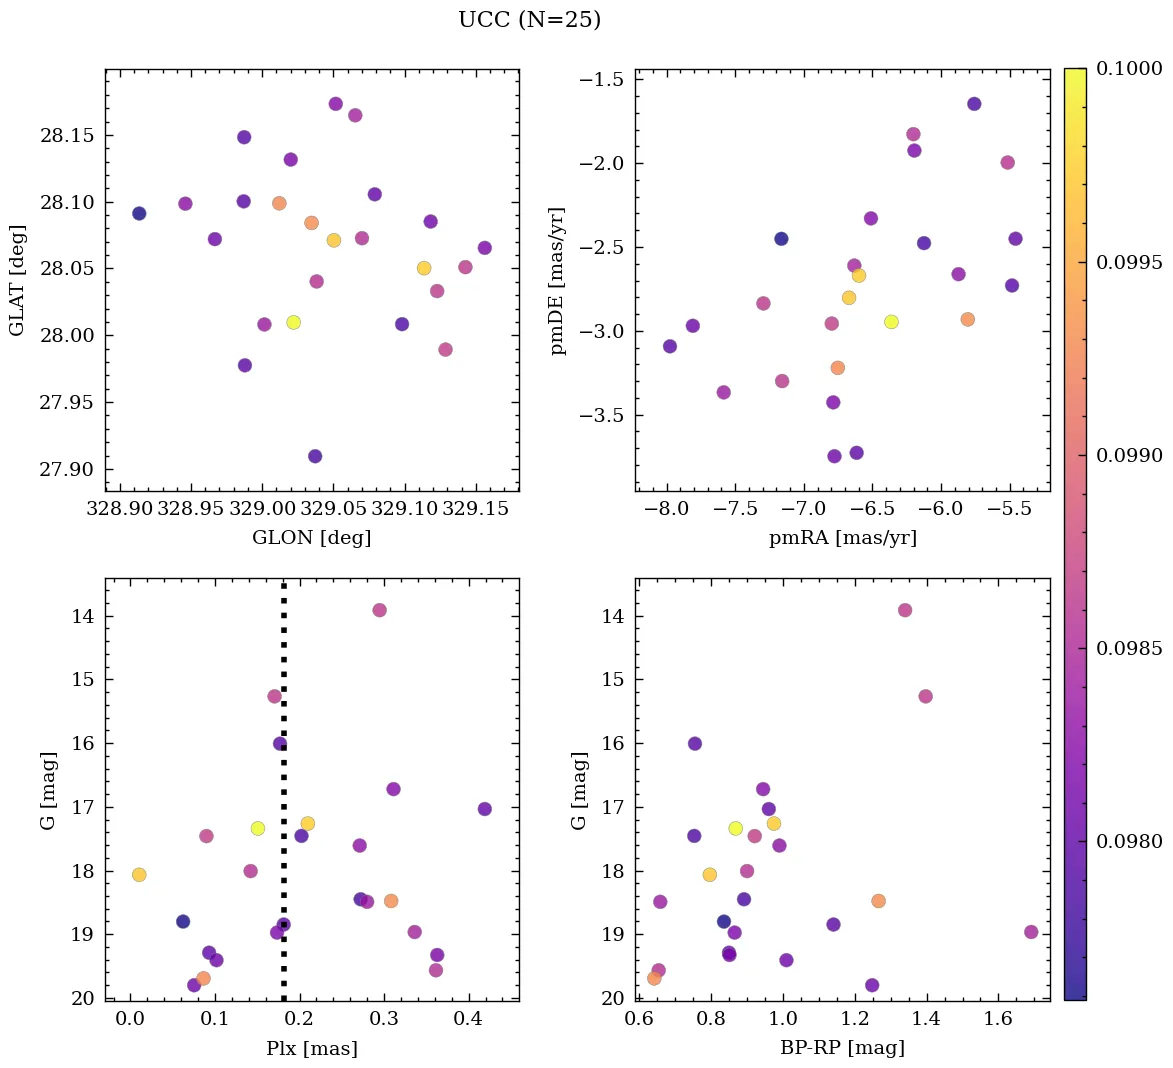 UCC (N=25)
28.15
28.10
28.05
28.00
27.95
27.90
GLAT [deg]
328.90 328.95 329.00 329.05 329.10 329.15
GLON [deg]
−1.5
−2.0
−2.5
−3.0
−3.5
pmDE [mas/yr]
−8.0 −7.5 −7.0 −6.5 −6.0 −5.5
pmRA [mas/yr]
14
15
16
17
18
19
20
G [mag]
0.0 0.1 0.2 0.3 0.4
Plx [mas]
14
15
16
17
18
19
20
G [mag]
0.6 0.8 1.0 1.2 1.4 1.6
BP-RP [mag]
0.1000
0.0995
0.0990
0.0985
0.0980